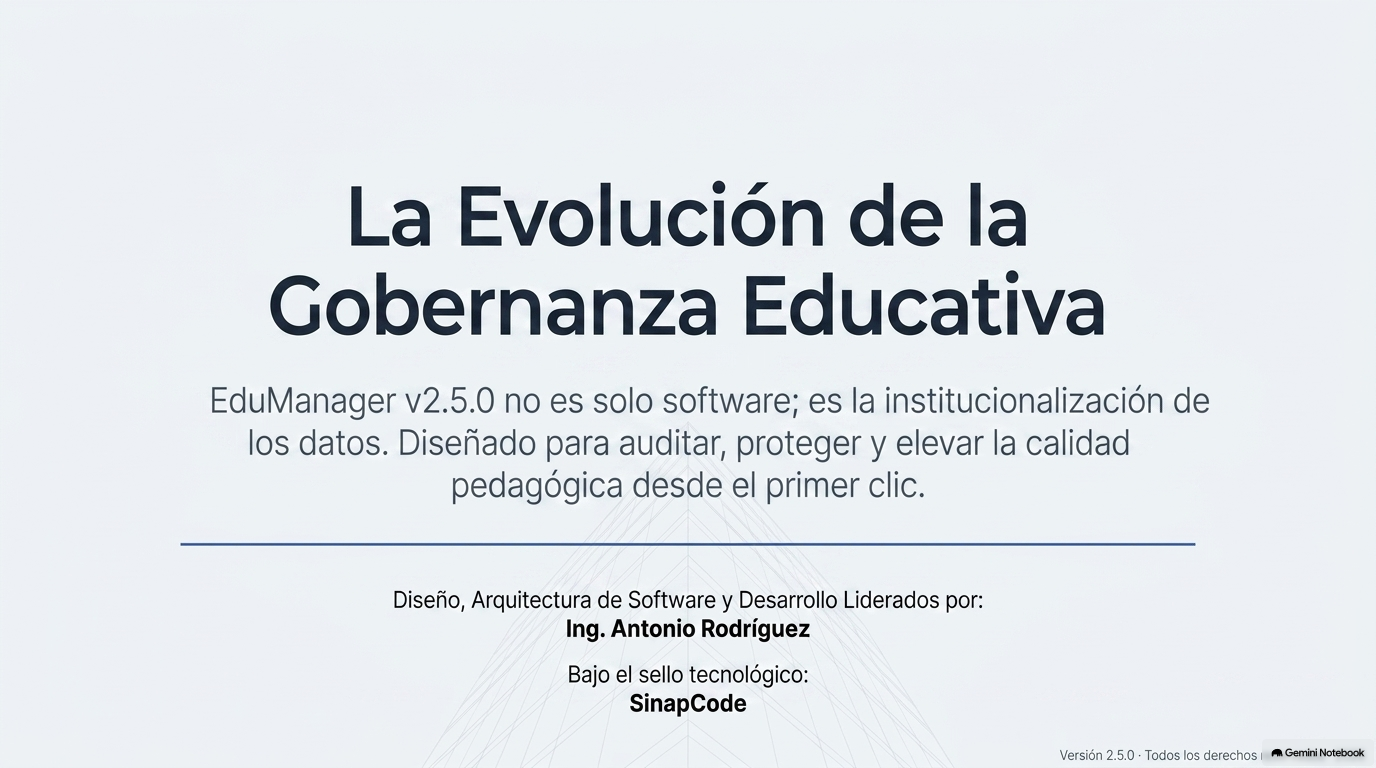 La Evolución de la
Gobernanza Educativa
EduManager v2.5.0 no es solo software; es la institucionalización de
los datos. Diseñado para auditar, proteger y elevar la calidad
pedagógica desde el primer clic.
Diseño, Arquitectura de Software y Desarrollo Liderados por:
Ing. Antonio Rodríguez
Bajo el sello tecnológico:
SinapCode
Versión 2.5.0 · Todos los derechos
Gemini Notebook